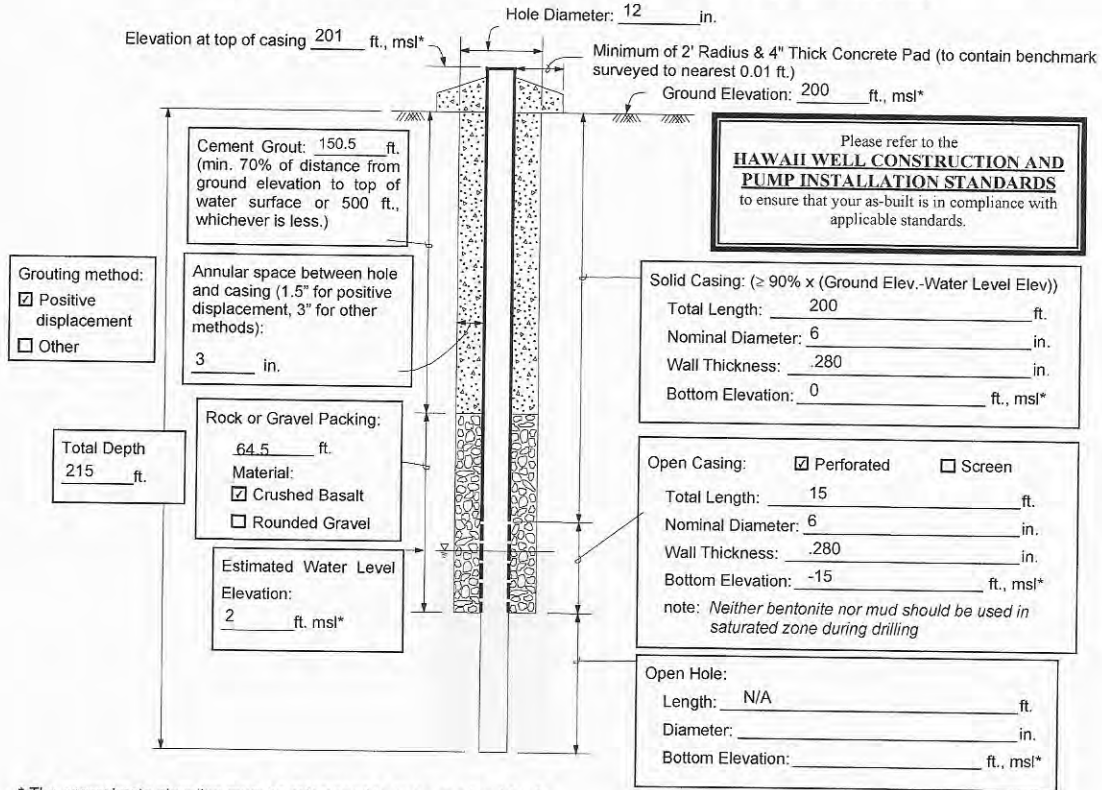 Hole Diameter: 12 in.
Elevation at top of casing 201 ft., msl*
Minimum of 2' Radius & 4" Thick Concrete Pad (to contain benchmark
surveyed to nearest 0.01 ft.)
Ground Elevation: 200 ft., msl*
Please refer to the
HAWAII WELL CONSTRUCTION AND
PUMP INSTALLATION STANDARDS
to ensure that your as-built is in compliance with
applicable standards.
Cement Grout: 150.5 ft.
(min. 70% of distance from
ground elevation to top of
water surface or 500 ft.,
whichever is less.)
Grouting method:
☑ Positive
displacement
☐ Other
Annular space between hole
and casing (1.5" for positive
displacement, 3" for other
methods):
3 in.
Solid Casing: (≥ 90% x (Ground Elev.-Water Level Elev))
Total Length: 200 ft.
Nominal Diameter: 6 in.
Wall Thickness: .280 in.
Bottom Elevation: 0 ft., msl*
Rock or Gravel Packing:
64.5 ft.
Material:
☑ Crushed Basalt
☐ Rounded Gravel
Total Depth
215 ft.
Open Casing: ☑ Perforated ☐ Screen
Total Length: 15 ft.
Nominal Diameter: 6 in.
Wall Thickness: .280 in.
Bottom Elevation: -15 ft., msl*
note: Neither bentonite nor mud should be used in
saturated zone during drilling
Estimated Water Level
Elevation:
2 ft. msl*
Open Hole:
Length: N/A ft.
Diameter: in.
Bottom Elevation: ft., msl*